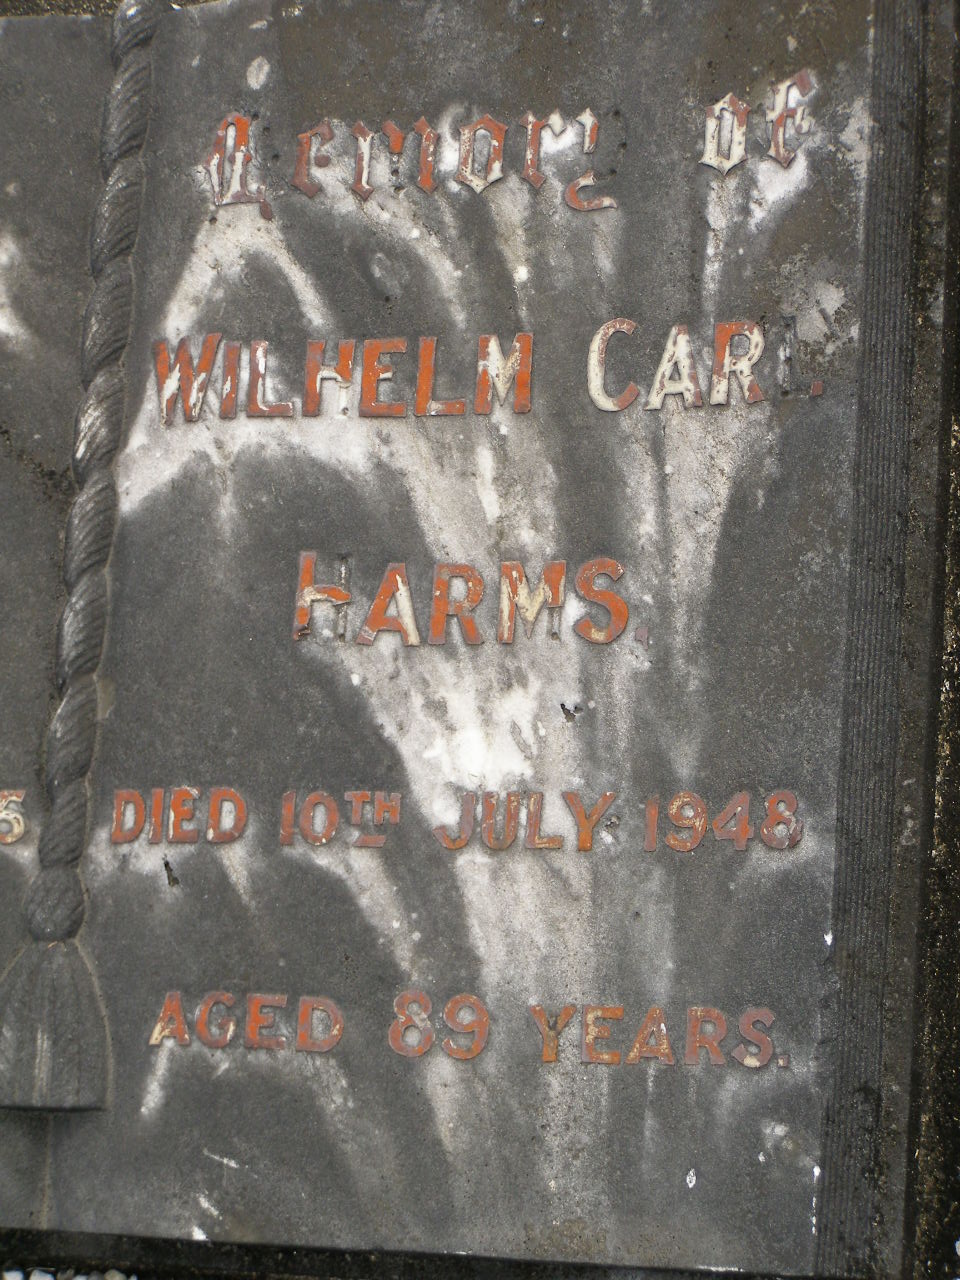 Memory of
WILHELM CARL
HARMS.
DIED 10TH JULY 1948
AGED 89 YEARS.